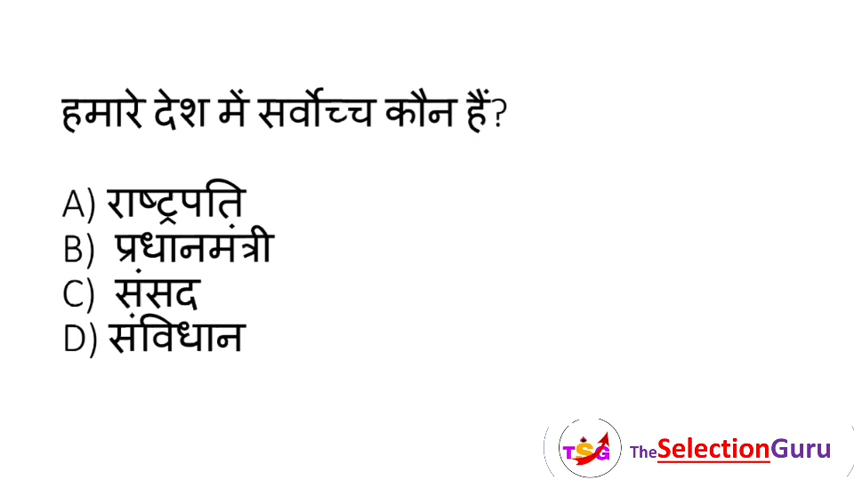 हमारे देश में सर्वोच्च कौन हैं?
A) राष्ट्रपति
B) प्रधानमंत्री
C) संसद
D) संविधान
TSG TheSelectionGuru